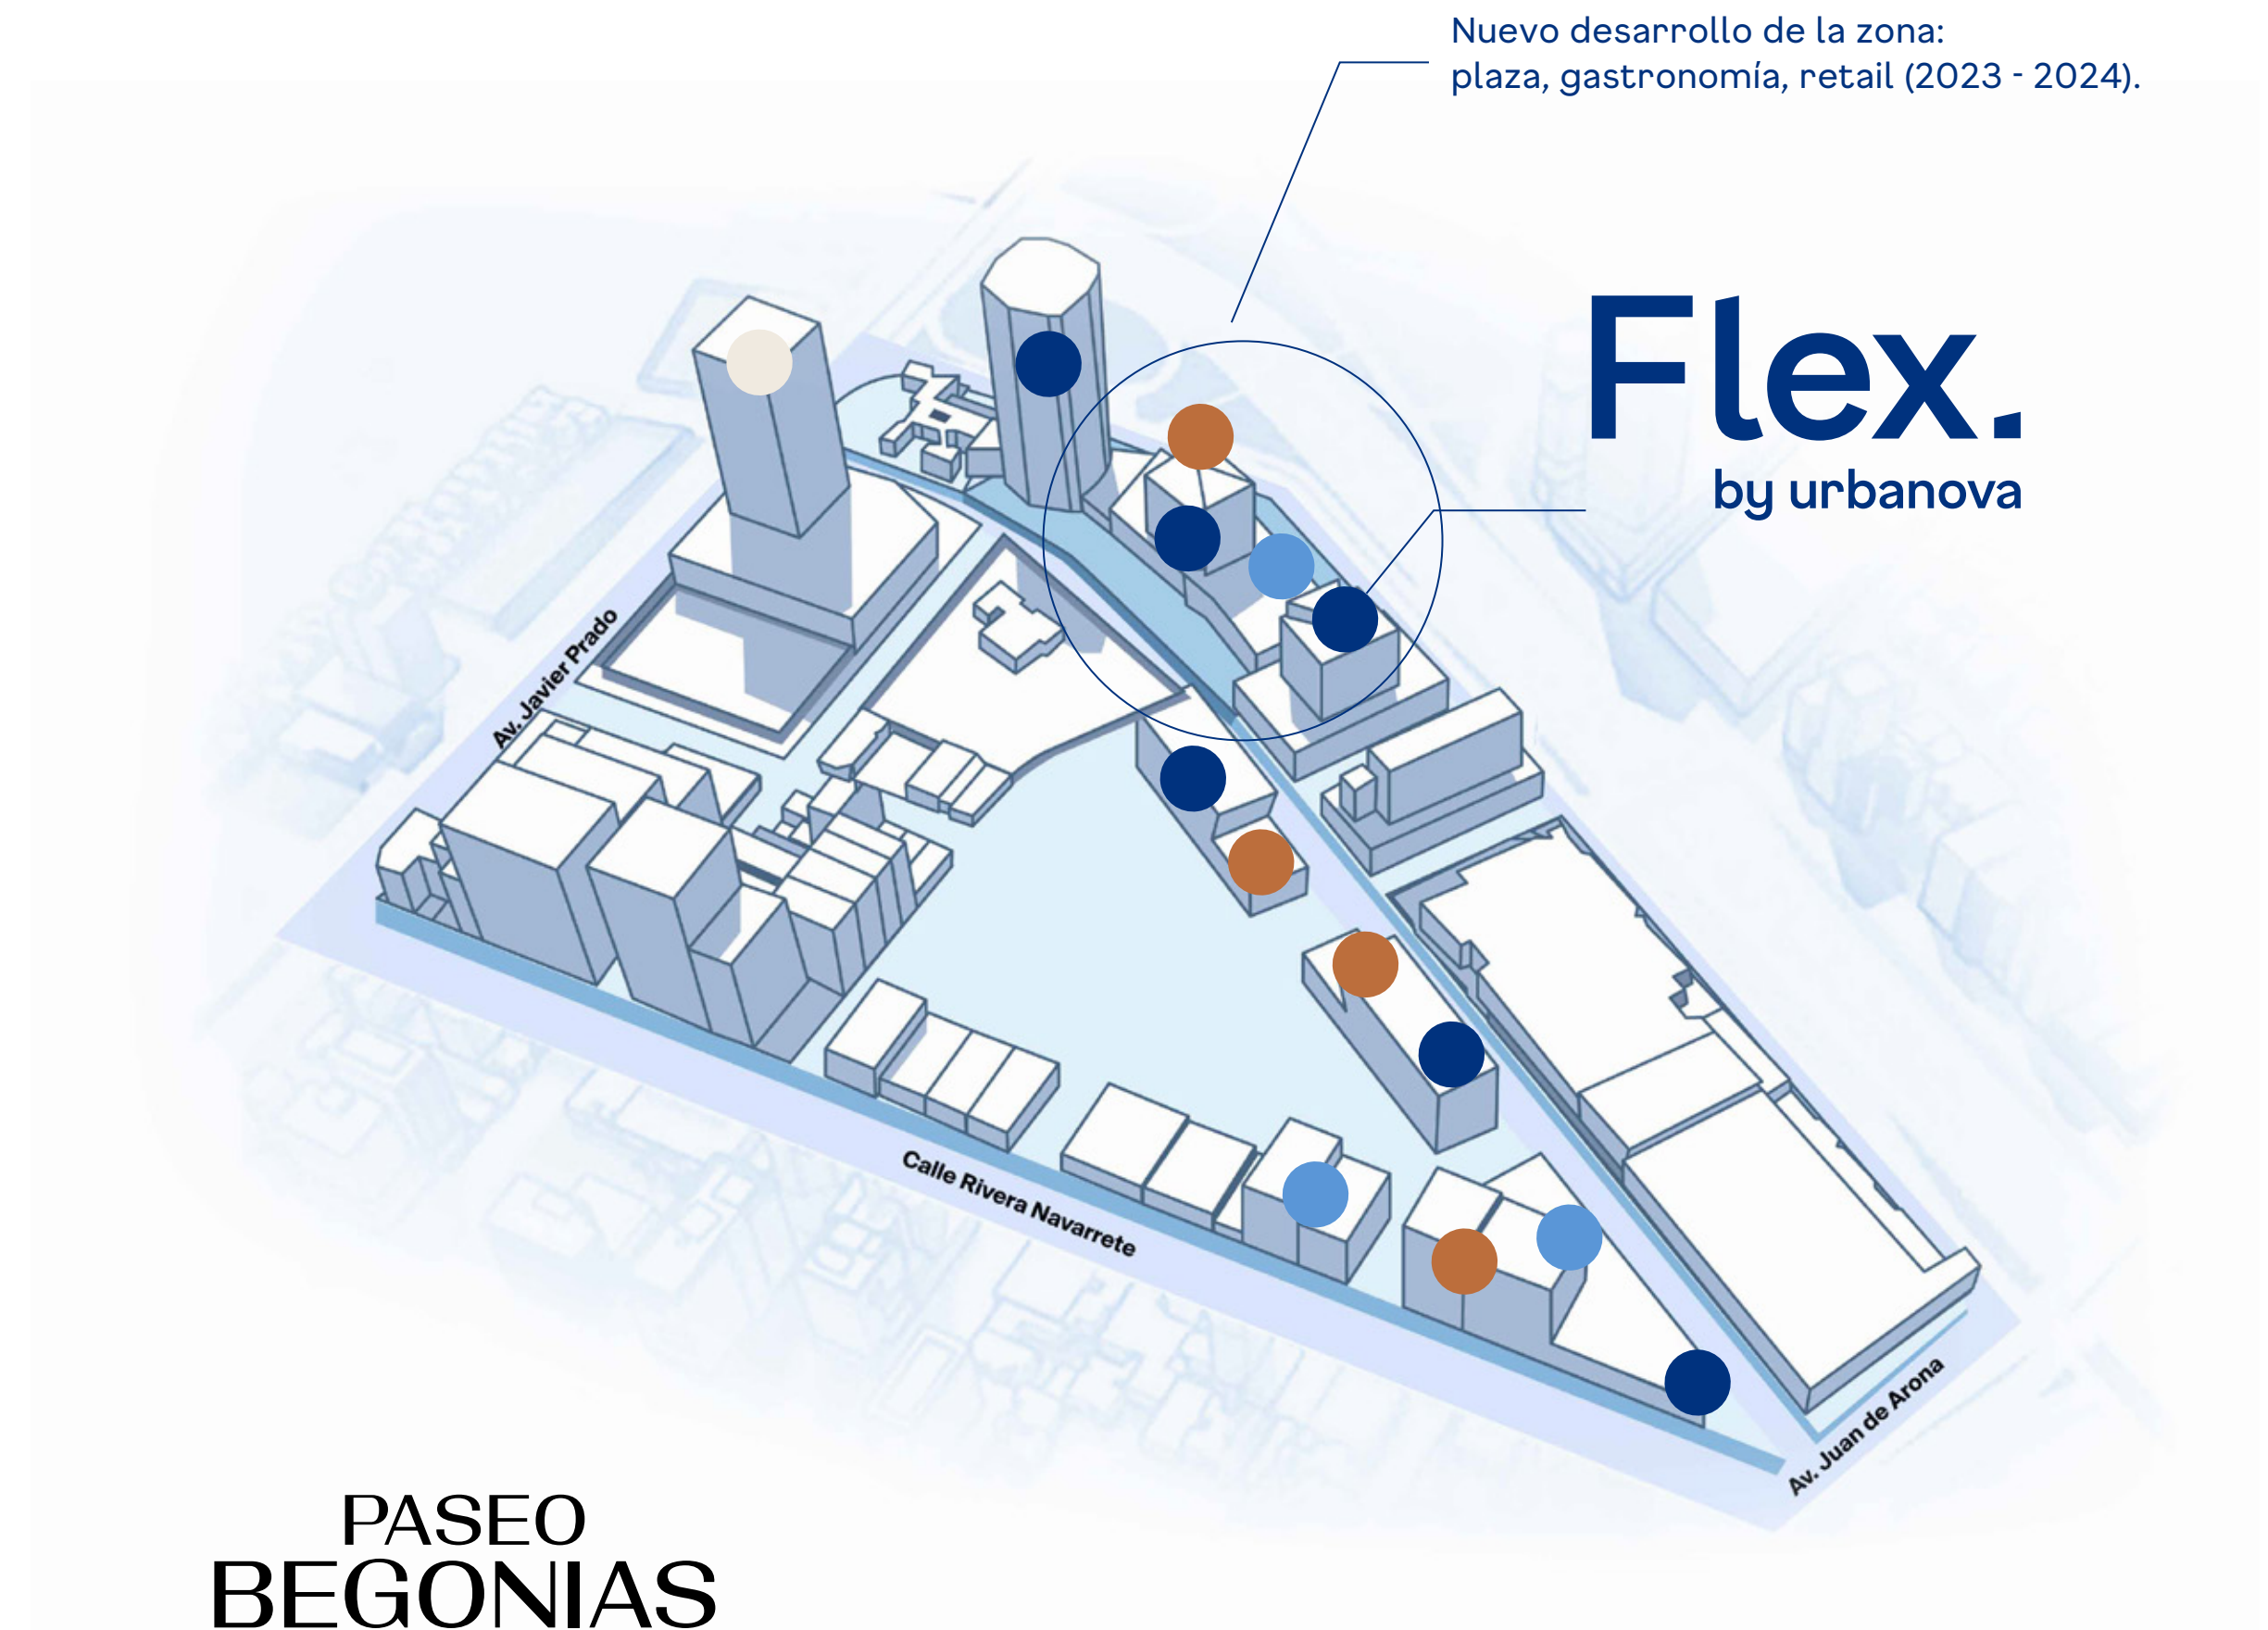 Nuevo desarrollo de la zona:
plaza, gastronomía, retail (2023 - 2024).
Flex.
by urbanova
Av. Javier Prado
Calle Rivera Navarrete
Av. Juan de Arona
PASEO
BEGONIAS